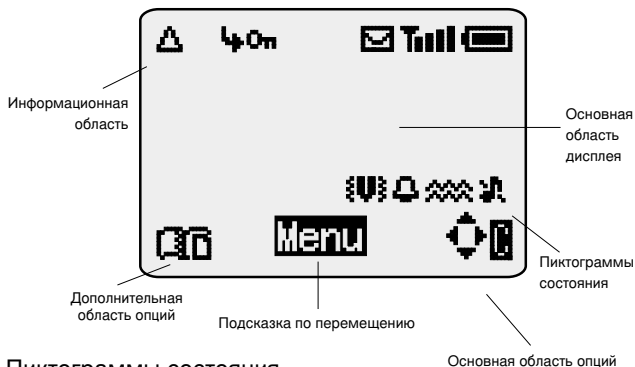 Информационная
область
Основная
область
дисплея
Menu
C
Пиктограммы
состояния
Дополнительная
область опций
Подсказка по перемещению
Основная область опций
Пиктограммы состояния